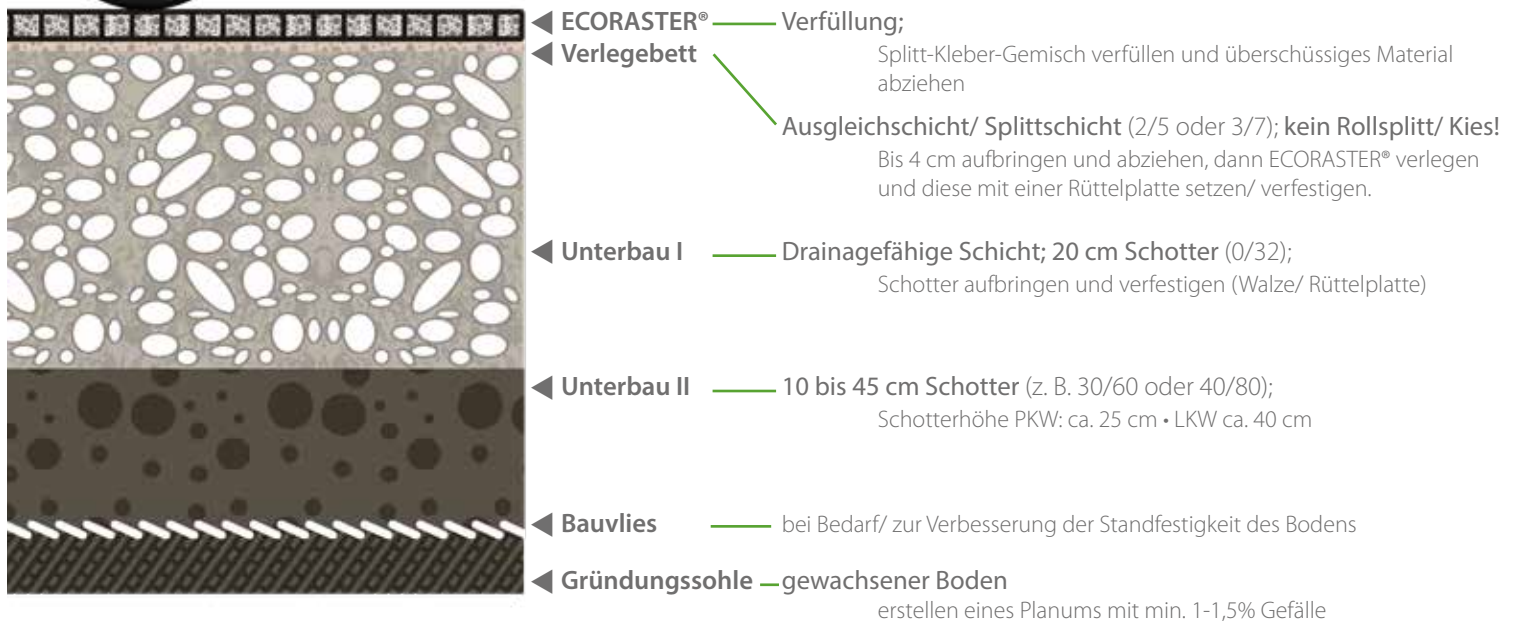 ECORASTER® Verfüllung;
Splitt-Kleber-Gemisch verfüllen und überschüssiges Material
abziehen
Verlegebett
Ausgleichschicht/ Splittschicht (2/5 oder 3/7); kein Rollsplitt/ Kies!
Bis 4 cm aufbringen und abziehen, dann ECORASTER® verlegen
und diese mit einer Rüttelplatte setzen/ verfestigen.
Unterbau I Drainagefähige Schicht; 20 cm Schotter (0/32);
Schotter aufbringen und verfestigen (Walze/ Rüttelplatte)
Unterbau II 10 bis 45 cm Schotter (z. B. 30/60 oder 40/80);
Schotterhöhe PKW: ca. 25 cm • LKW ca. 40 cm
Bauvlies bei Bedarf/ zur Verbesserung der Standfestigkeit des Bodens
Gründungssohle gewachsener Boden
erstellen eines Planums mit min. 1-1,5% Gefälle